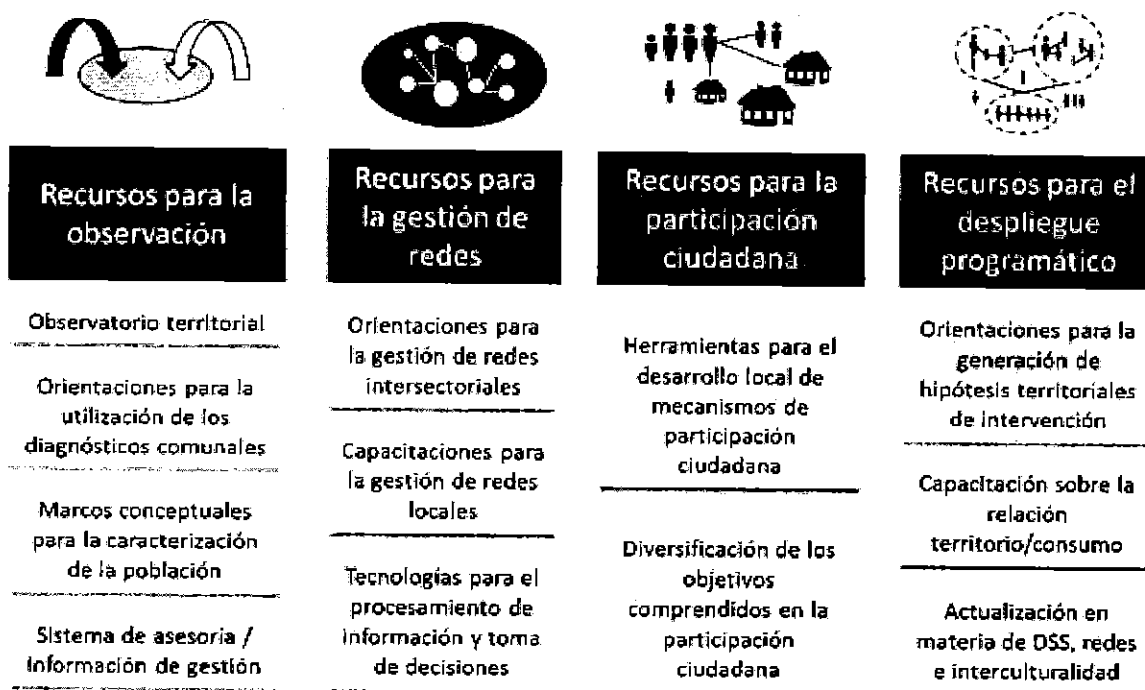 Recursos para la
observación
Observatorio territorial
Orientaciones para la
utilización de los
diagnósticos comunales
Marcos conceptuales
para la caracterización
de la población
Sistema de asesoria /
información de gestión
Recursos para
la gestión de
redes
Orientaciones para
la gestión de redes
intersectoriales
Capacitaciones para
la gestión de redes
locales
Tecnologías para el
procesamiento de
información y toma
de decisiones
Recursos para la
participación
ciudadana
Herramientas para el
desarrollo local de
mecanismos de
participación
ciudadana
Diversificación de los
objetivos
comprendidos en la
participación
ciudadana
Recursos para el
despliegue
programático
Orientaciones para la
generación de
hipótesis territoriales
de intervención
Capacitación sobre la
relación
territorio/consumo
Actualización en
materia de DSS, redes
e interculturalidad